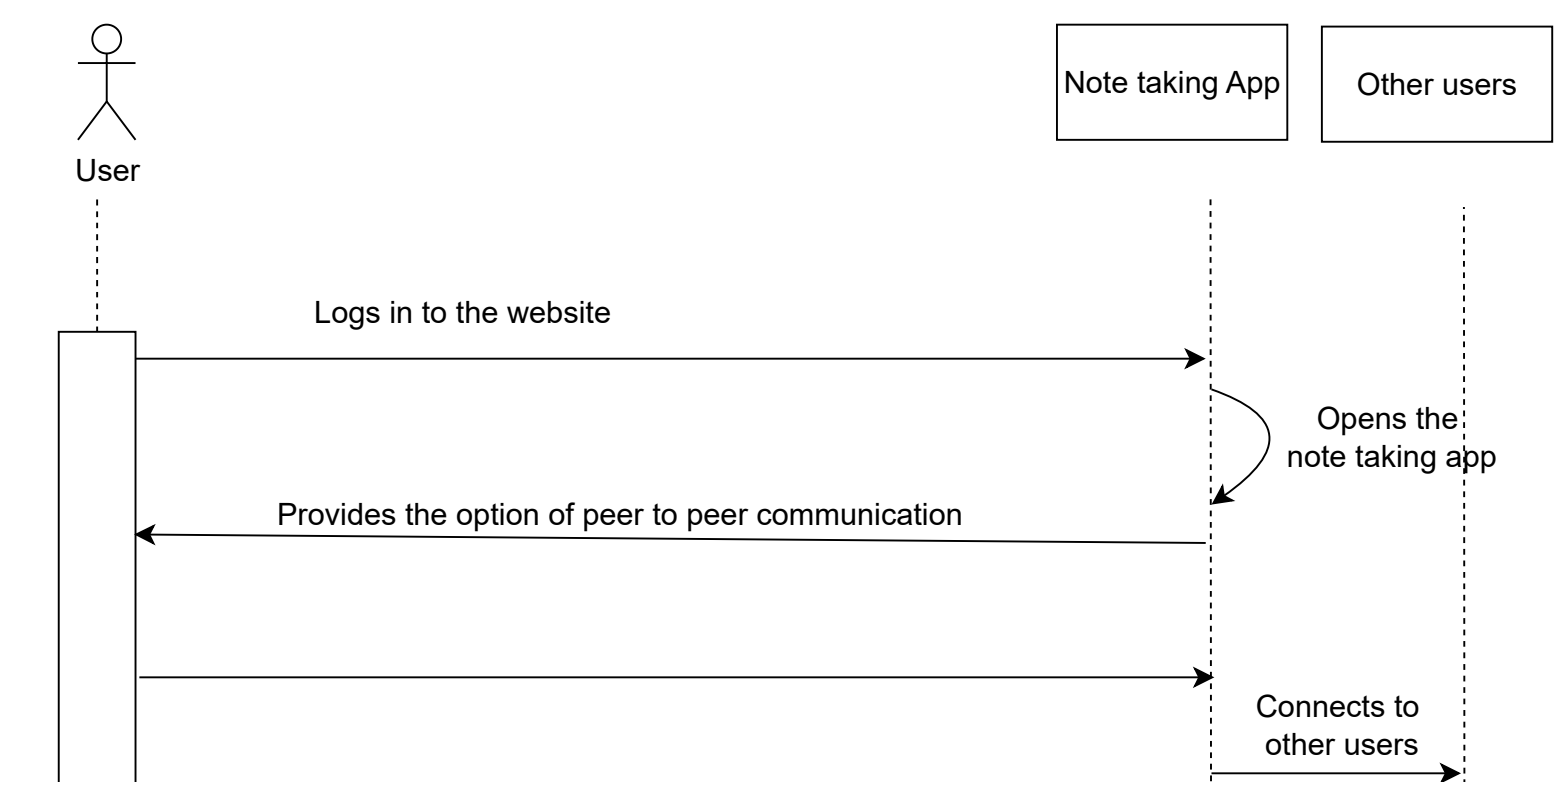 Note taking App
Other users
User
Logs in to the website
Opens the
note taking app
Provides the option of peer to peer communication
Connects to
other users